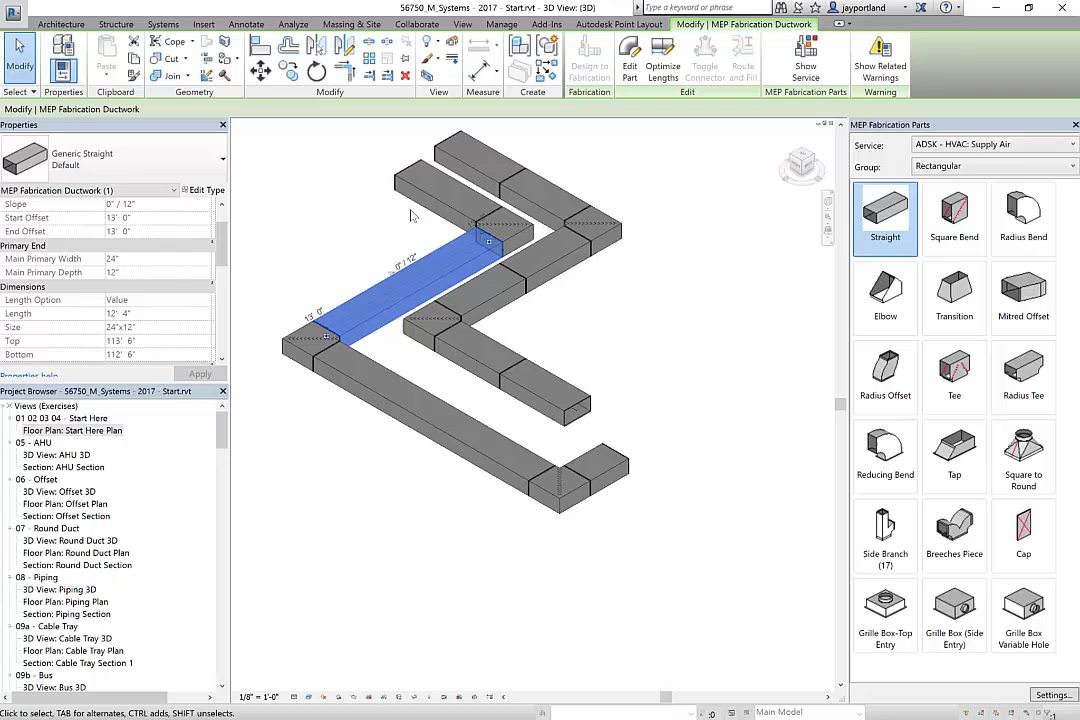 56750_M_Systems - 2017 - Start.rvt - 3D View: {3D}
Type a keyword or phrase
jayportland
Architecture Structure Systems Insert Annotate Analyze Massing & Site Collaborate View Manage Add-Ins Autodesk Point Layout Modify | MEP Fabrication Ductwork
Modify
Paste
Cope
Cut
Join
Design to Fabrication
Edit Part
Optimize Lengths
Toggle Connector
Route and Fill
Show Service
Show Related Warnings
Select Properties Clipboard Geometry Modify View Measure Create Fabrication Edit MEP Fabrication Parts Warning
Modify | MEP Fabrication Ductwork
Properties
Generic Straight
Default
MEP Fabrication Ductwork (1)
Edit Type
Slope 0" / 12"
Start Offset 13' 0"
End Offset 13' 0"
Primary End
Main Primary Width 24"
Main Primary Depth 12"
Dimensions
Length Option Value
Length 12' 4"
Size 24"x12"
Top 113' 6"
Bottom 112' 6"
Properties help
Apply
Project Browser - 56750_M_Systems - 2017 - Start.rvt
Views (Exercises)
01 02 03 04 - Start Here
Floor Plan: Start Here Plan
05 - AHU
3D View: AHU 3D
Section: AHU Section
06 - Offset
3D View: Offset 3D
Floor Plan: Offset Plan
Section: Offset Section
07 - Round Duct
3D View: Round Duct 3D
Floor Plan: Round Duct Plan
Section: Round Duct Section
08 - Piping
3D View: Piping 3D
Floor Plan: Piping Plan
Section: Piping Section
09a - Cable Tray
3D View: Cable Tray 3D
Floor Plan: Cable Tray Plan
Section: Cable Tray Section 1
09b - Bus
3D View: Bus 3D
0" / 12"
13' 0"
1/8" = 1'-0"
MEP Fabrication Parts
Service: ADSK - HVAC: Supply Air
Group: Rectangular
Straight
Square Bend
Radius Bend
Elbow
Transition
Mitred Offset
Radius Offset
Tee
Radius Tee
Reducing Bend
Tap
Square to Round
Side Branch (17)
Breeches Piece
Cap
Grille Box-Top Entry
Grille Box (Side Entry)
Grille Box Variable Hole
Settings...
Click to select, TAB for alternates, CTRL adds, SHIFT unselects.
:0
Main Model
:1